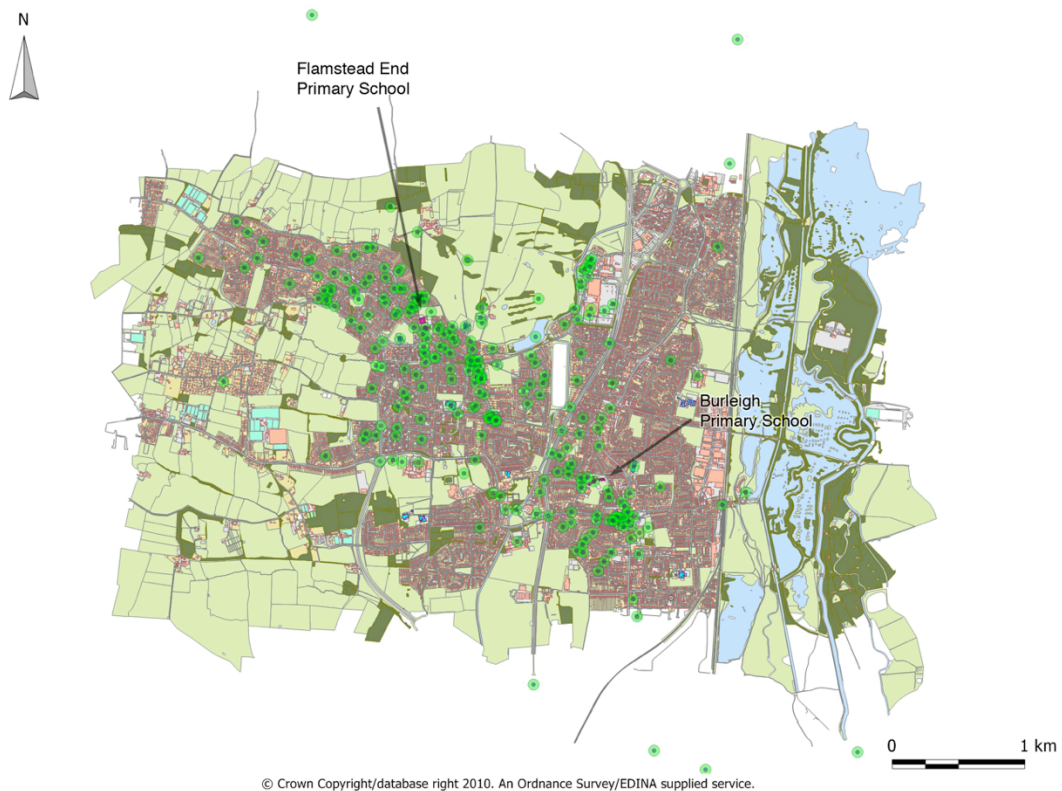 N
Flamstead End
Primary School
Burleigh
Primary School
0 1 km
© Crown Copyright/database right 2010. An Ordnance Survey/EDINA supplied service.